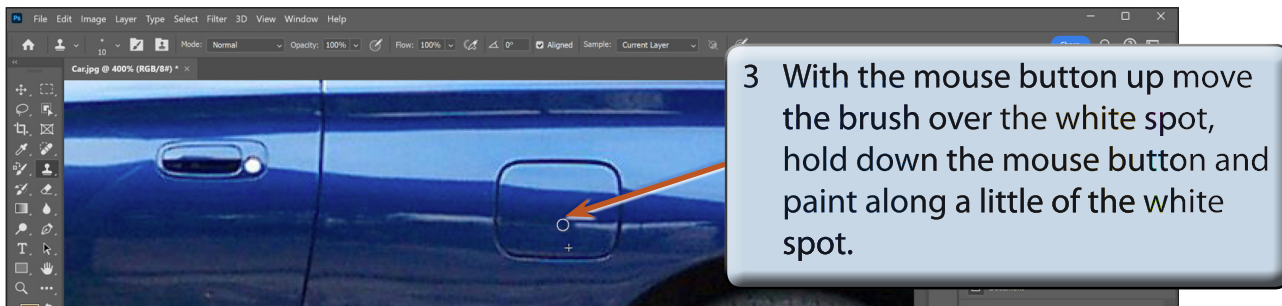 Ps File Edit Image Layer Type Select Filter 3D View Window Help
10 Mode: Normal Opacity: 100% Flow: 100% 0° Aligned Sample: Current Layer
Car.jpg @ 400% (RGB/8#) * ×
3 With the mouse button up move
the brush over the white spot,
hold down the mouse button and
paint along a little of the white
spot.